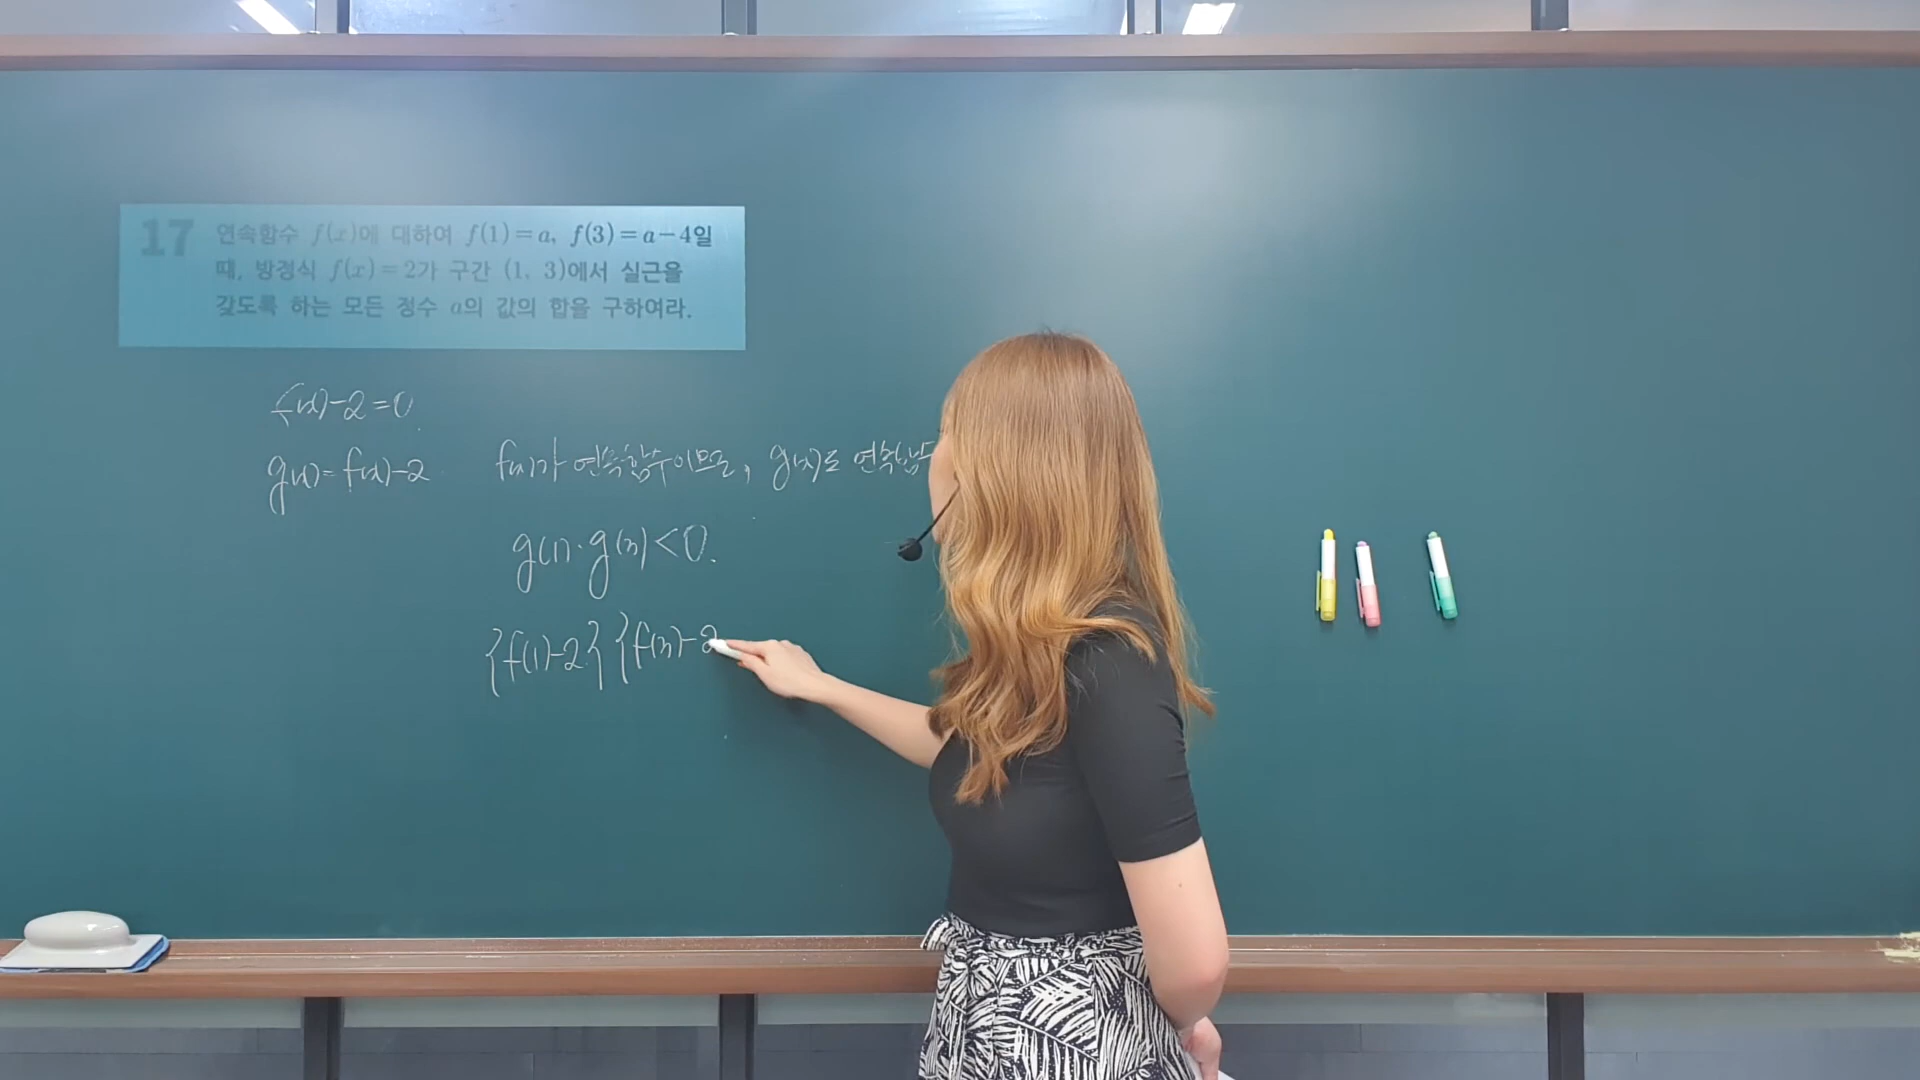 17 연속함수 f(x)에 대하여 f(1)=a, f(3)=a-4일
때, 방정식 f(x)=2가 구간 (1, 3)에서 실근을
갖도록 하는 모든 정수 a의 값의 합을 구하여라.
f(x)-2=0.
g(x)=f(x)-2.
f(x)가 연속함수이므로, g(x)도 연속함수
g(1)·g(3)<0.
{f(1)-2}{f(3)-2